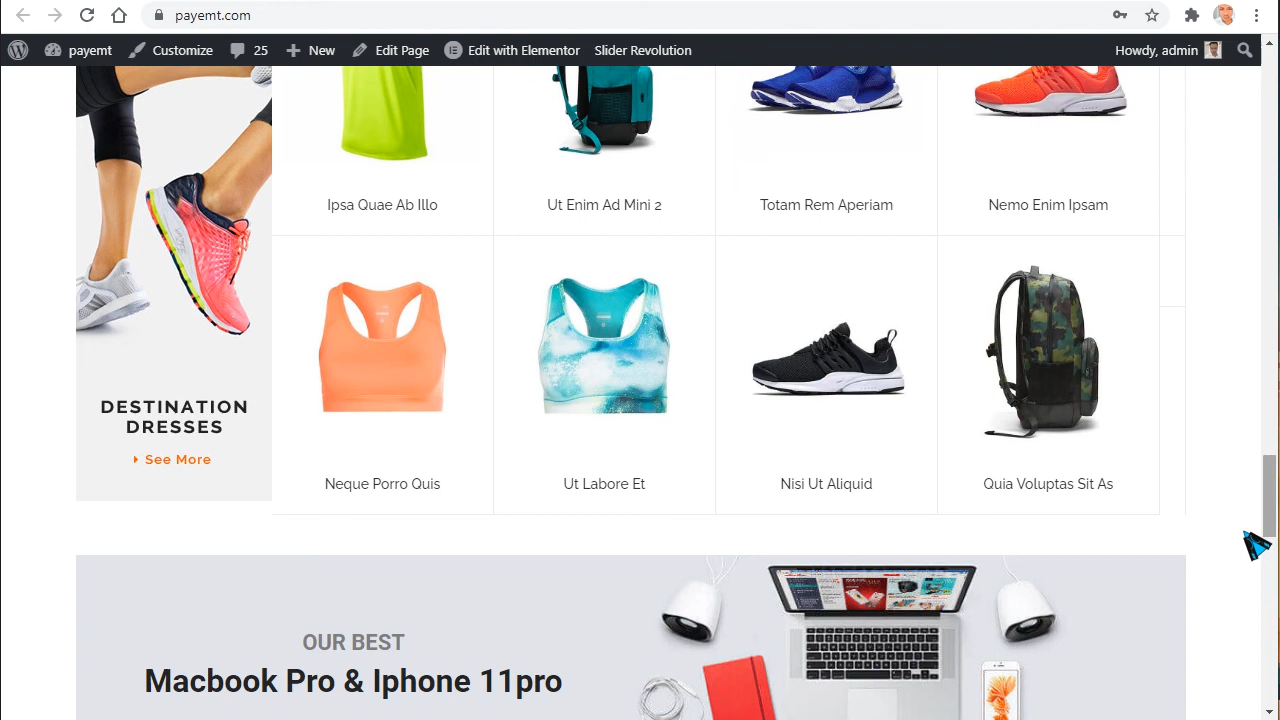 payemt.com
payemt
Customize
25
New
Edit Page
Edit with Elementor
Slider Revolution
Howdy, admin
Ipsa Quae Ab Illo
Ut Enim Ad Mini 2
Totam Rem Aperiam
Nemo Enim Ipsam
DESTINATION
DRESSES
See More
Neque Porro Quis
Ut Labore Et
Nisi Ut Aliquid
Quia Voluptas Sit As
OUR BEST
Macbook Pro & Iphone 11pro